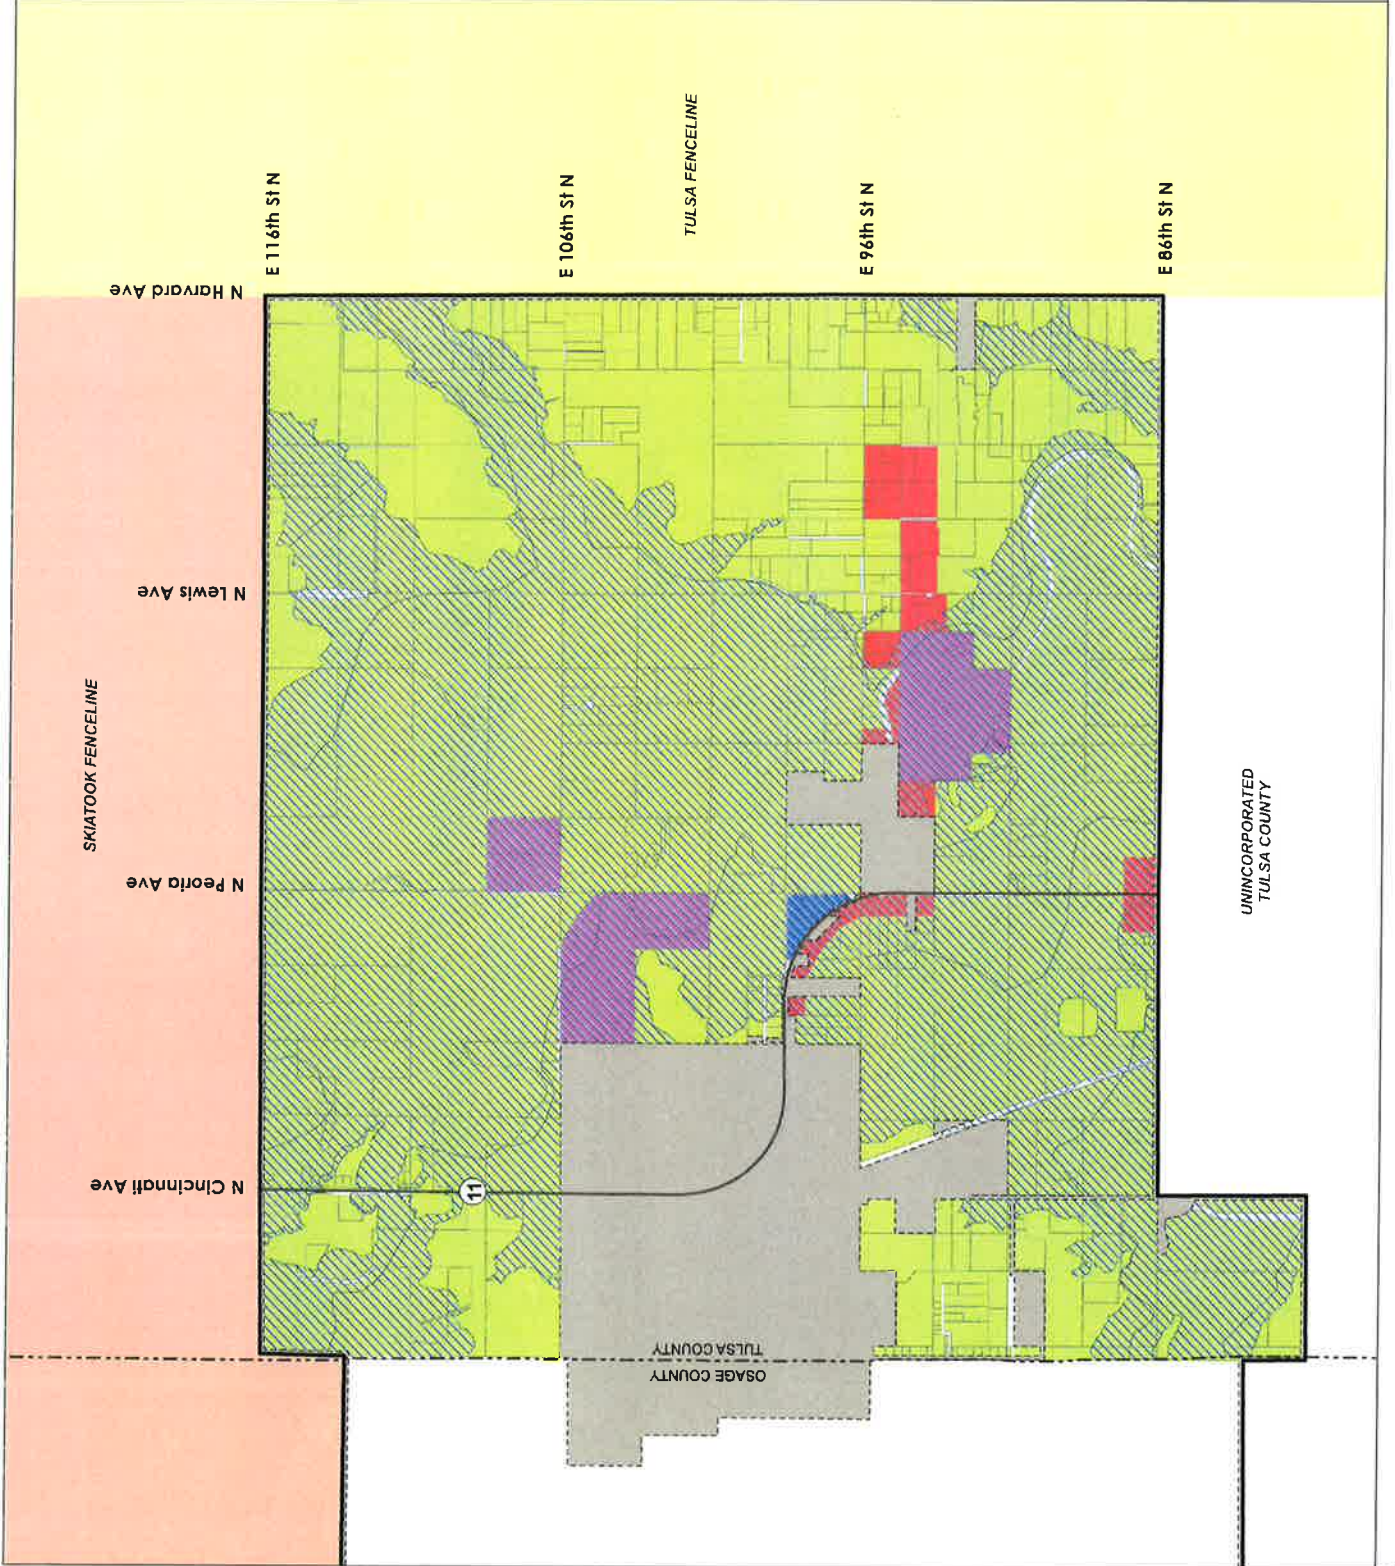 N Harvard Ave
N Lewis Ave
N Peoria Ave
N Cincinnati Ave
E 116th St N
E 106th St N
E 96th St N
E 86th St N
TULSA FENCELINE
SKIATOOK FENCELINE
UNINCORPORATED
TULSA COUNTY
11
TULSA COUNTY
OSAGE COUNTY